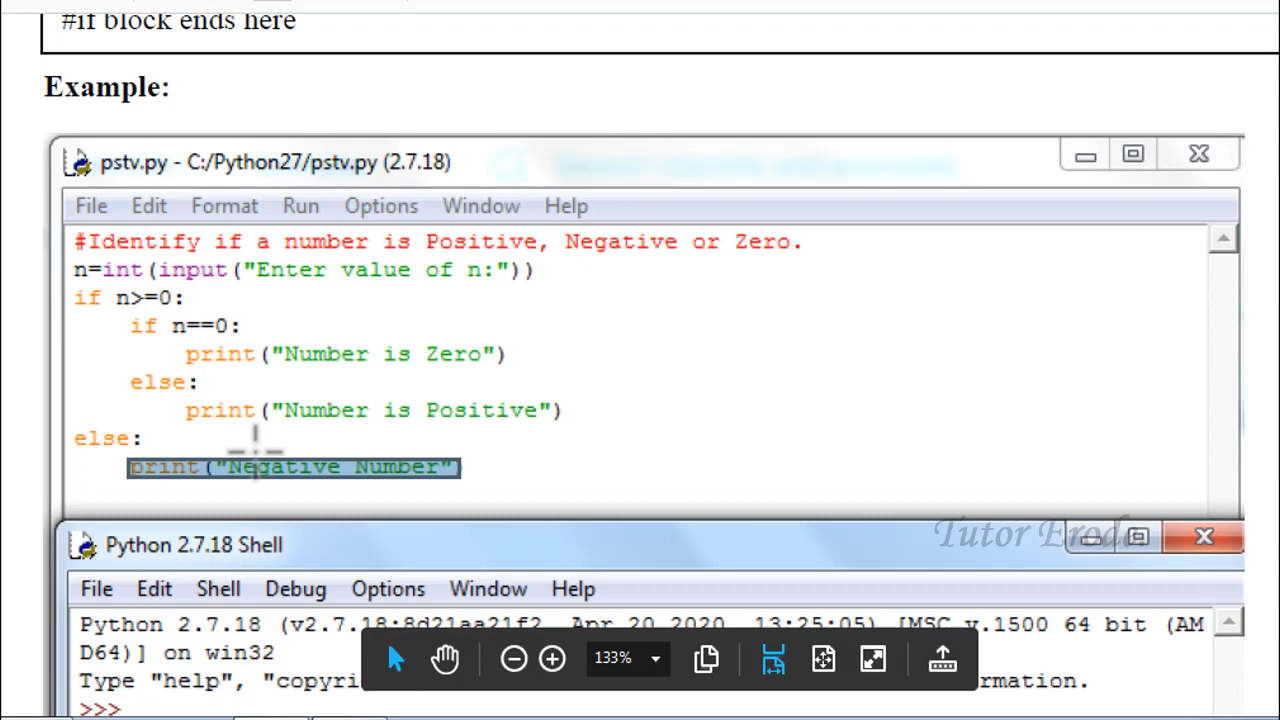 #if block ends here
Example:
pstv.py - C:/Python27/pstv.py (2.7.18)
File Edit Format Run Options Window Help
#Identify if a number is Positive, Negative or Zero.
n=int(input("Enter value of n:"))
if n>=0:
    if n==0:
        print("Number is Zero")
    else:
        print("Number is Positive")
else:
    print("Negative Number")
Tutor Erode
Python 2.7.18 Shell
File Edit Shell Debug Options Window Help
Python 2.7.18 (v2.7.18:8d21aa21f2, Apr 20 2020, 13:25:05) [MSC v.1500 64 bit (AM
D64)] on win32
Type "help", "copyri rmation.
133%
>>>